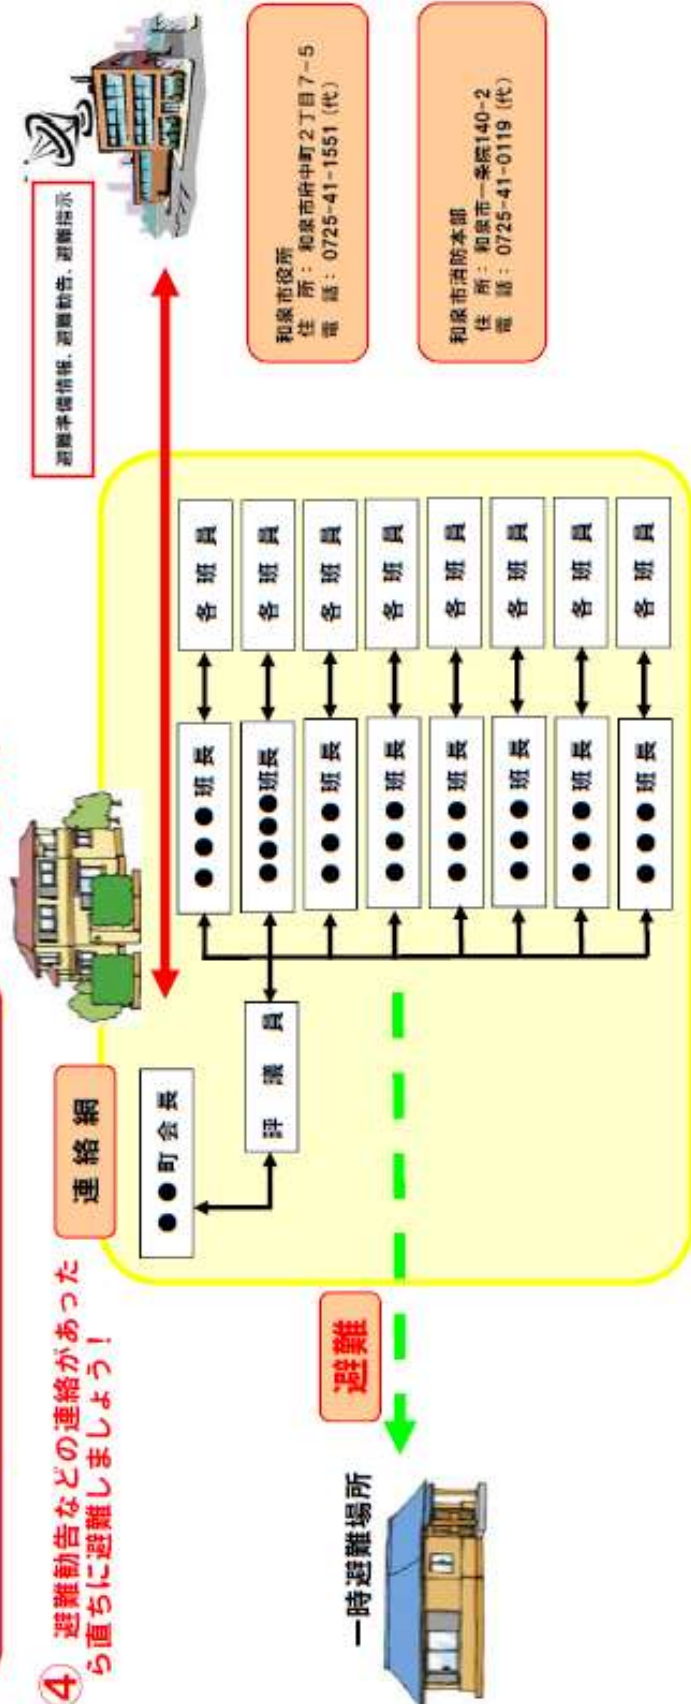 ④ 避難勧告などの連絡があった
ら直ちに避難しましょう！
連絡網
避難準備情報、避難勧告、避難指示
●●町会長
評議員
●●●班長
各班員
●●●●班長
各班員
●●●班長
各班員
●●●班長
各班員
●●●班長
各班員
●●●班長
各班員
●●●班長
各班員
●●●班長
各班員
避難
一時避難場所
和泉市役所
住　所：和泉市府中町２丁目７−５
電　話：0725-41-1551（代）
和泉市消防本部
住　所：和泉市一条院140-2
電　話：0725-41-0119（代）